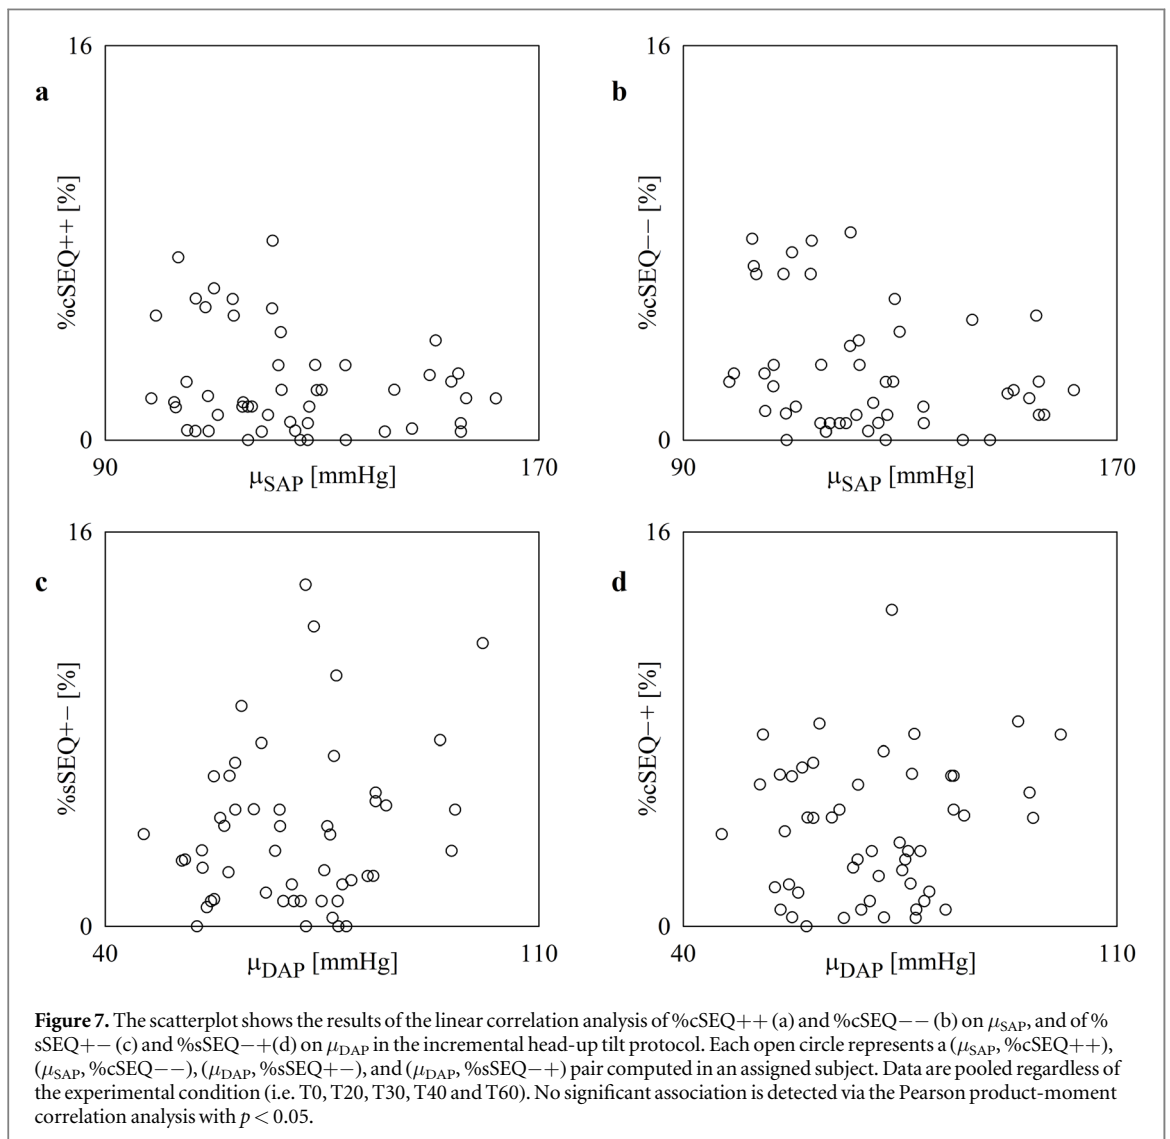 16
a
%cSEQ++ [%]
0
90
170
μSAP [mmHg]
16
b
%cSEQ−− [%]
0
90
170
μSAP [mmHg]
16
c
%sSEQ+− [%]
0
40
110
μDAP [mmHg]
16
d
%cSEQ−+ [%]
0
40
110
μDAP [mmHg]
Figure 7. The scatterplot shows the results of the linear correlation analysis of %cSEQ++ (a) and %cSEQ−− (b) on μSAP, and of %
sSEQ+− (c) and %sSEQ−+(d) on μDAP in the incremental head-up tilt protocol. Each open circle represents a (μSAP, %cSEQ++),
(μSAP, %cSEQ−−), (μDAP, %sSEQ+−), and (μDAP, %sSEQ−+) pair computed in an assigned subject. Data are pooled regardless of
the experimental condition (i.e. T0, T20, T30, T40 and T60). No significant association is detected via the Pearson product-moment
correlation analysis with p < 0.05.